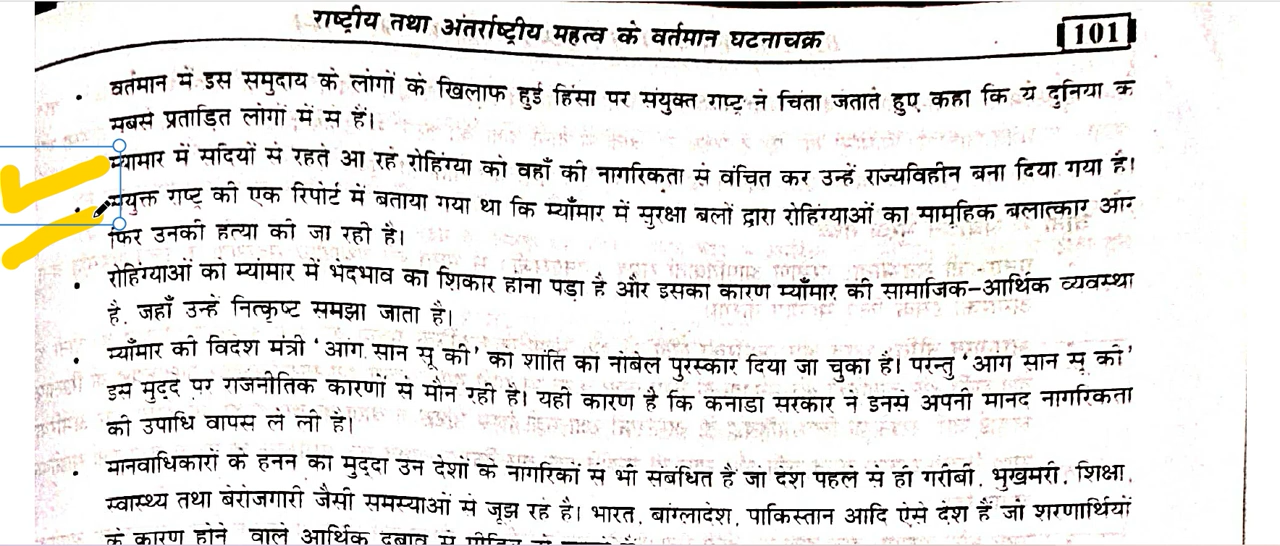 राष्ट्रीय तथा अंतर्राष्ट्रीय महत्व के वर्तमान घटनाचक्र
101
• वर्तमान में इस समुदाय के लोगों के खिलाफ हुई हिंसा पर संयुक्त राष्ट्र ने चिंता जताते हुए कहा कि ये दुनिया के
सबसे प्रताड़ित लोगों में से हैं।
म्यांमार में सदियों से रहते आ रहे रोहिंग्या को वहाँ की नागरिकता से वंचित कर उन्हें राज्यविहीन बना दिया गया है।
• संयुक्त राष्ट्र की एक रिपोर्ट में बताया गया था कि म्याँमार में सुरक्षा बलों द्वारा रोहिंग्याओं का सामूहिक बलात्कार और
फिर उनकी हत्या की जा रही है।
• रोहिंग्याओं को म्यांमार में भेदभाव का शिकार होना पड़ा है और इसका कारण म्याँमार की सामाजिक-आर्थिक व्यवस्था
है, जहाँ उन्हें नित्कृष्ट समझा जाता है।
• म्याँमार की विदेश मंत्री 'आंग सान सू की' को शांति का नोबेल पुरस्कार दिया जा चुका है। परन्तु 'आंग सान सू की'
इस मुद्दे पर राजनीतिक कारणों से मौन रही है। यही कारण है कि कनाडा सरकार ने इनसे अपनी मानद नागरिकता
की उपाधि वापस ले ली है।
• मानवाधिकारों के हनन का मुद्दा उन देशों के नागरिकों से भी संबंधित है जो देश पहले से ही गरीबी, भुखमरी, शिक्षा,
स्वास्थ्य तथा बेरोजगारी जैसी समस्याओं से जूझ रहे है। भारत, बांग्लादेश, पाकिस्तान आदि ऐसे देश हैं जो शरणार्थियों
के कारण होने वाले आर्थिक दबाव से